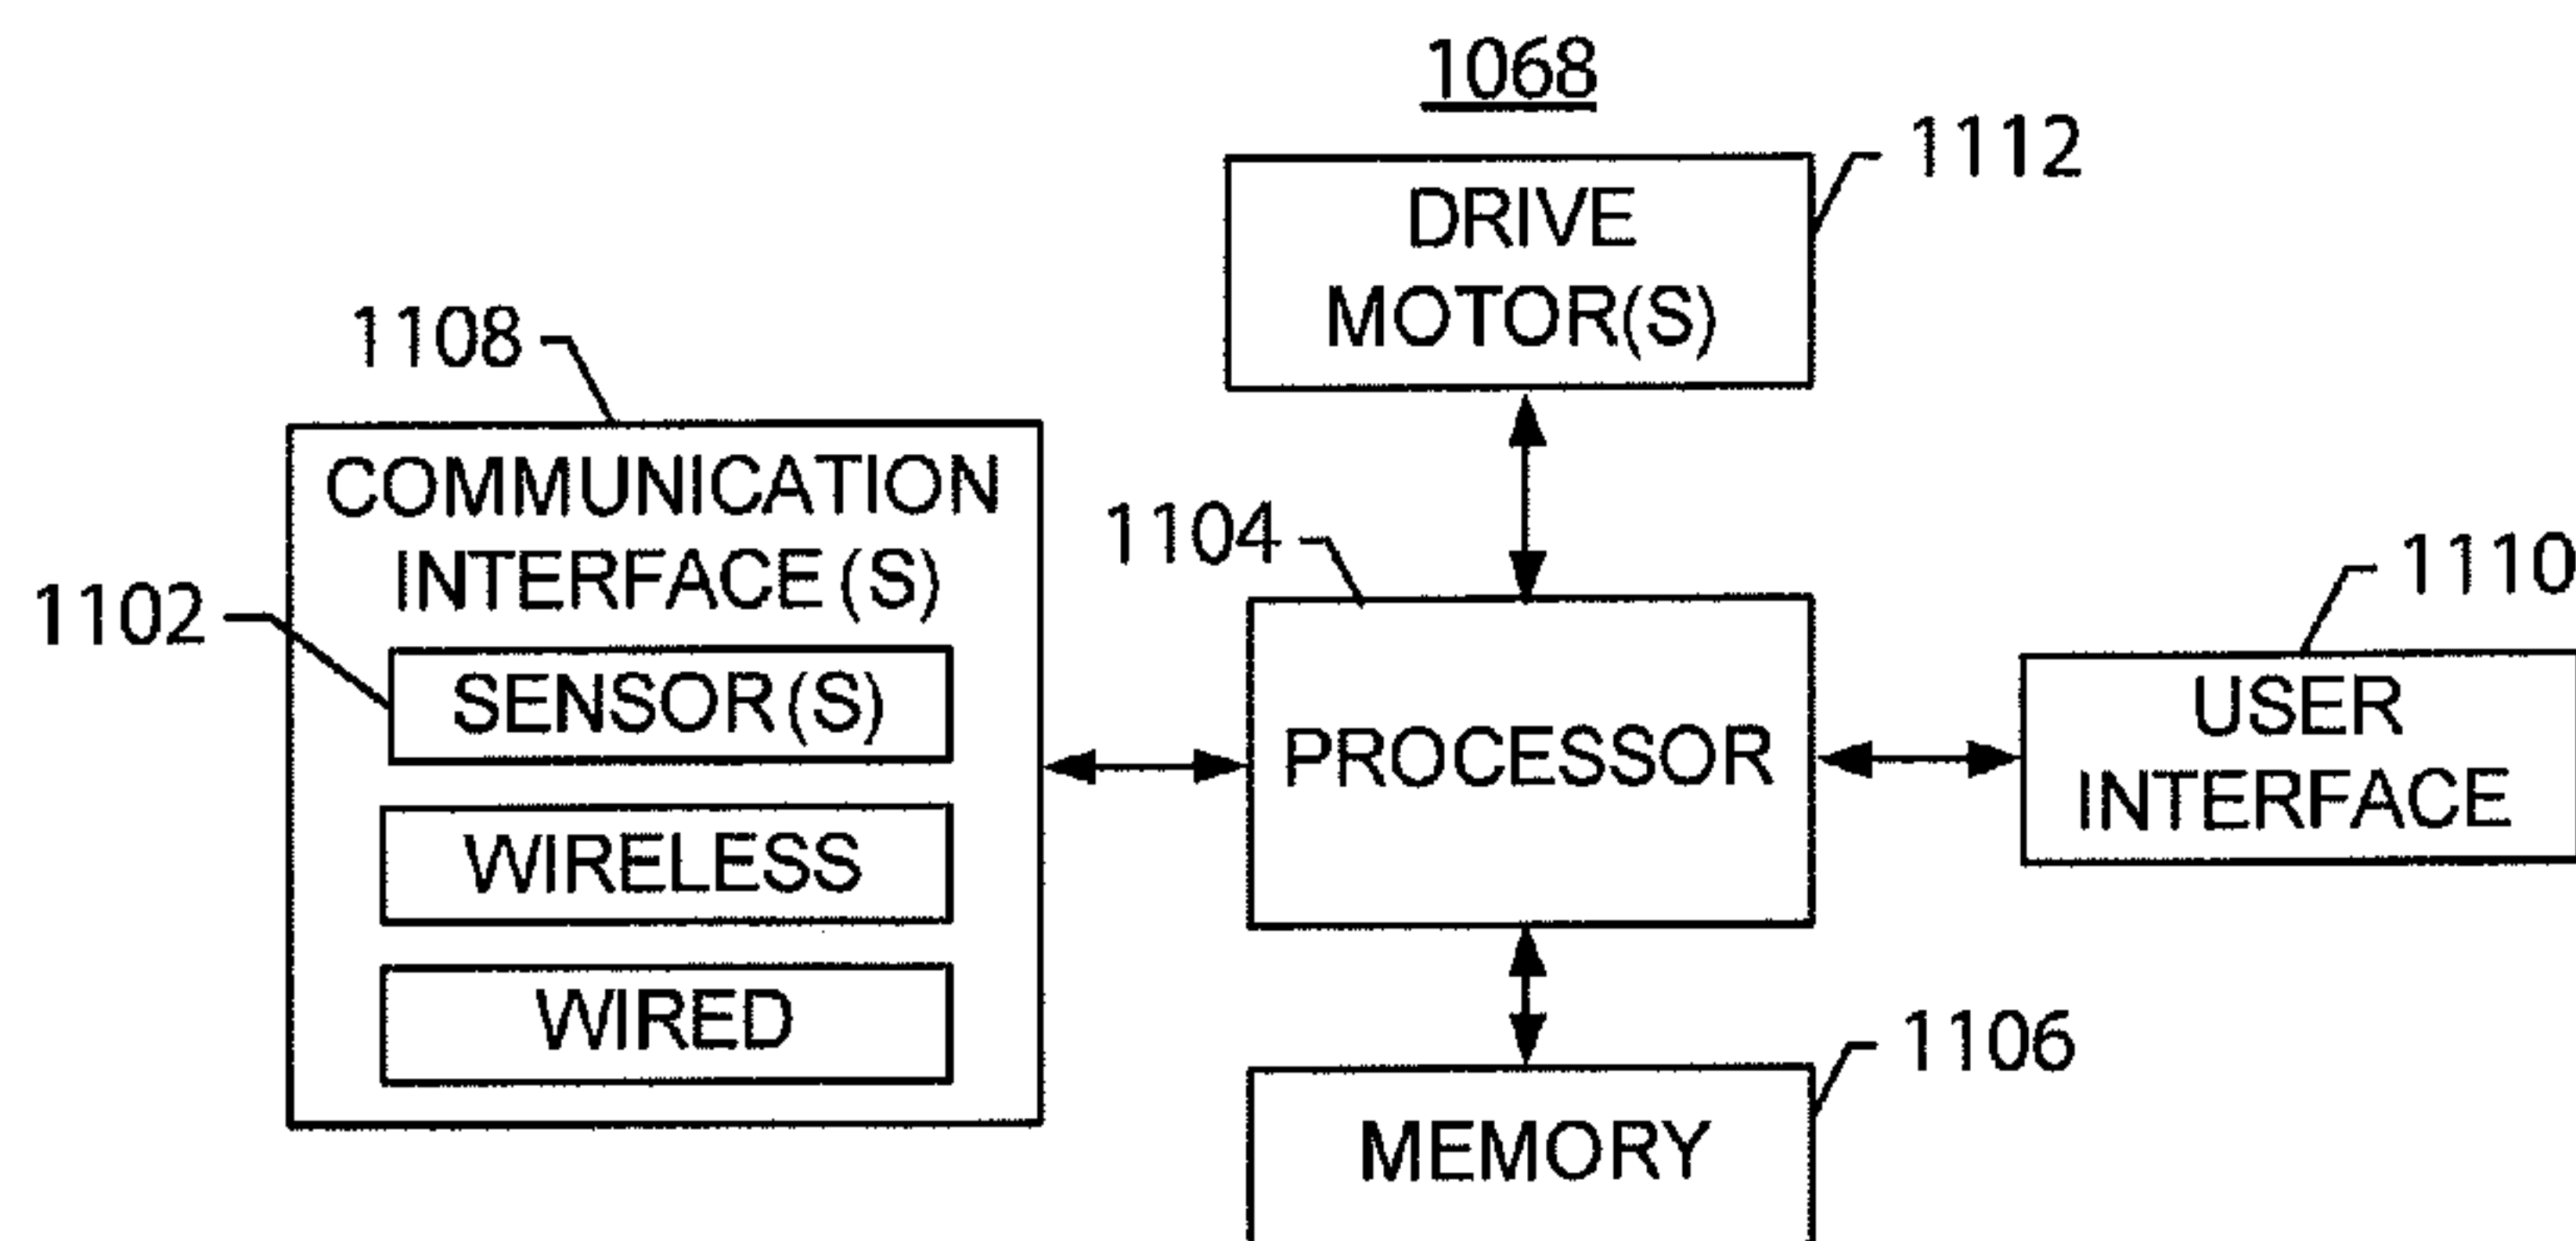 1068
1112
DRIVE
MOTOR(S)
1108
COMMUNICATION
INTERFACE(S)
1104
1110
1102
SENSOR(S)
PROCESSOR
USER
INTERFACE
WIRELESS
WIRED
1106
MEMORY